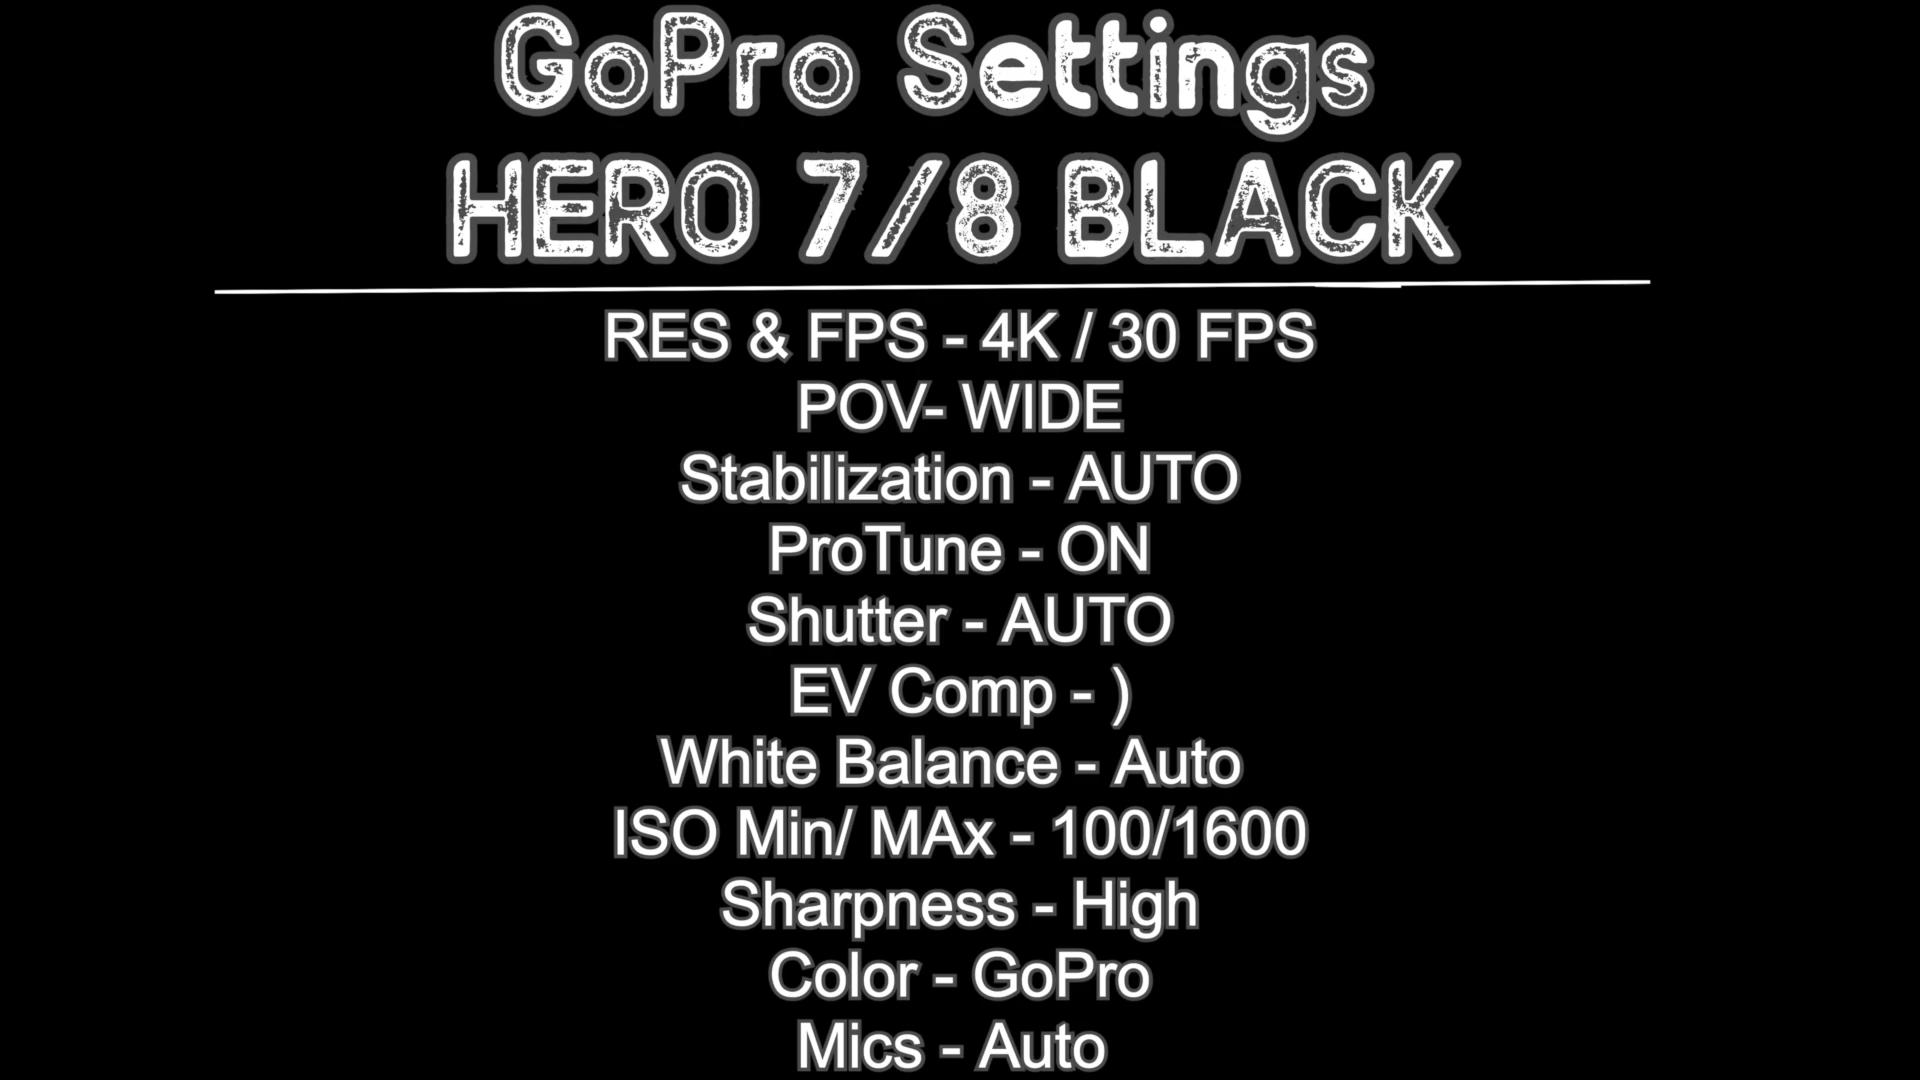 GoPro Settings
HERO 7/8 BLACK
RES & FPS - 4K / 30 FPS
POV- WIDE
Stabilization - AUTO
ProTune - ON
Shutter - AUTO
EV Comp - )
White Balance - Auto
ISO Min/ MAx - 100/1600
Sharpness - High
Color - GoPro
Mics - Auto